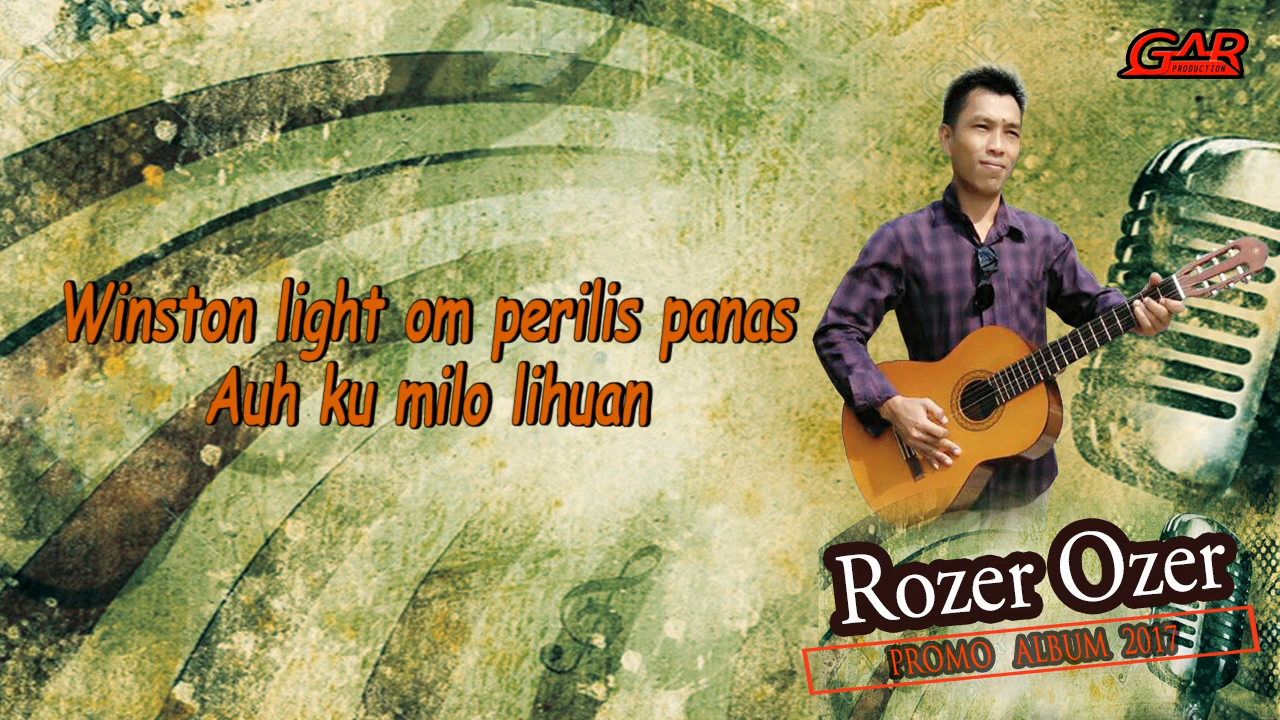 GAR
PRODUCTION
Winston light om perilis panas
Auh ku milo lihuan
Rozer Ozer
PROMO ALBUM 2017